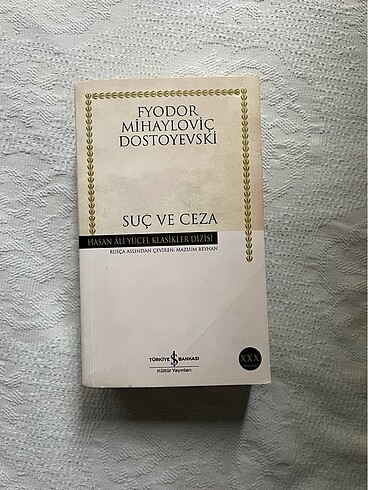 FYODOR
MİHAYLOVİÇ
DOSTOYEVSKİ
SUÇ VE CEZA
HASAN ÂLİ YÜCEL KLASİKLER DİZİSİ
RUSÇA ASLINDAN ÇEVİREN: MAZLUM BEYHAN
TÜRKİYE İŞ BANKASI
Kültür Yayınları
XXX